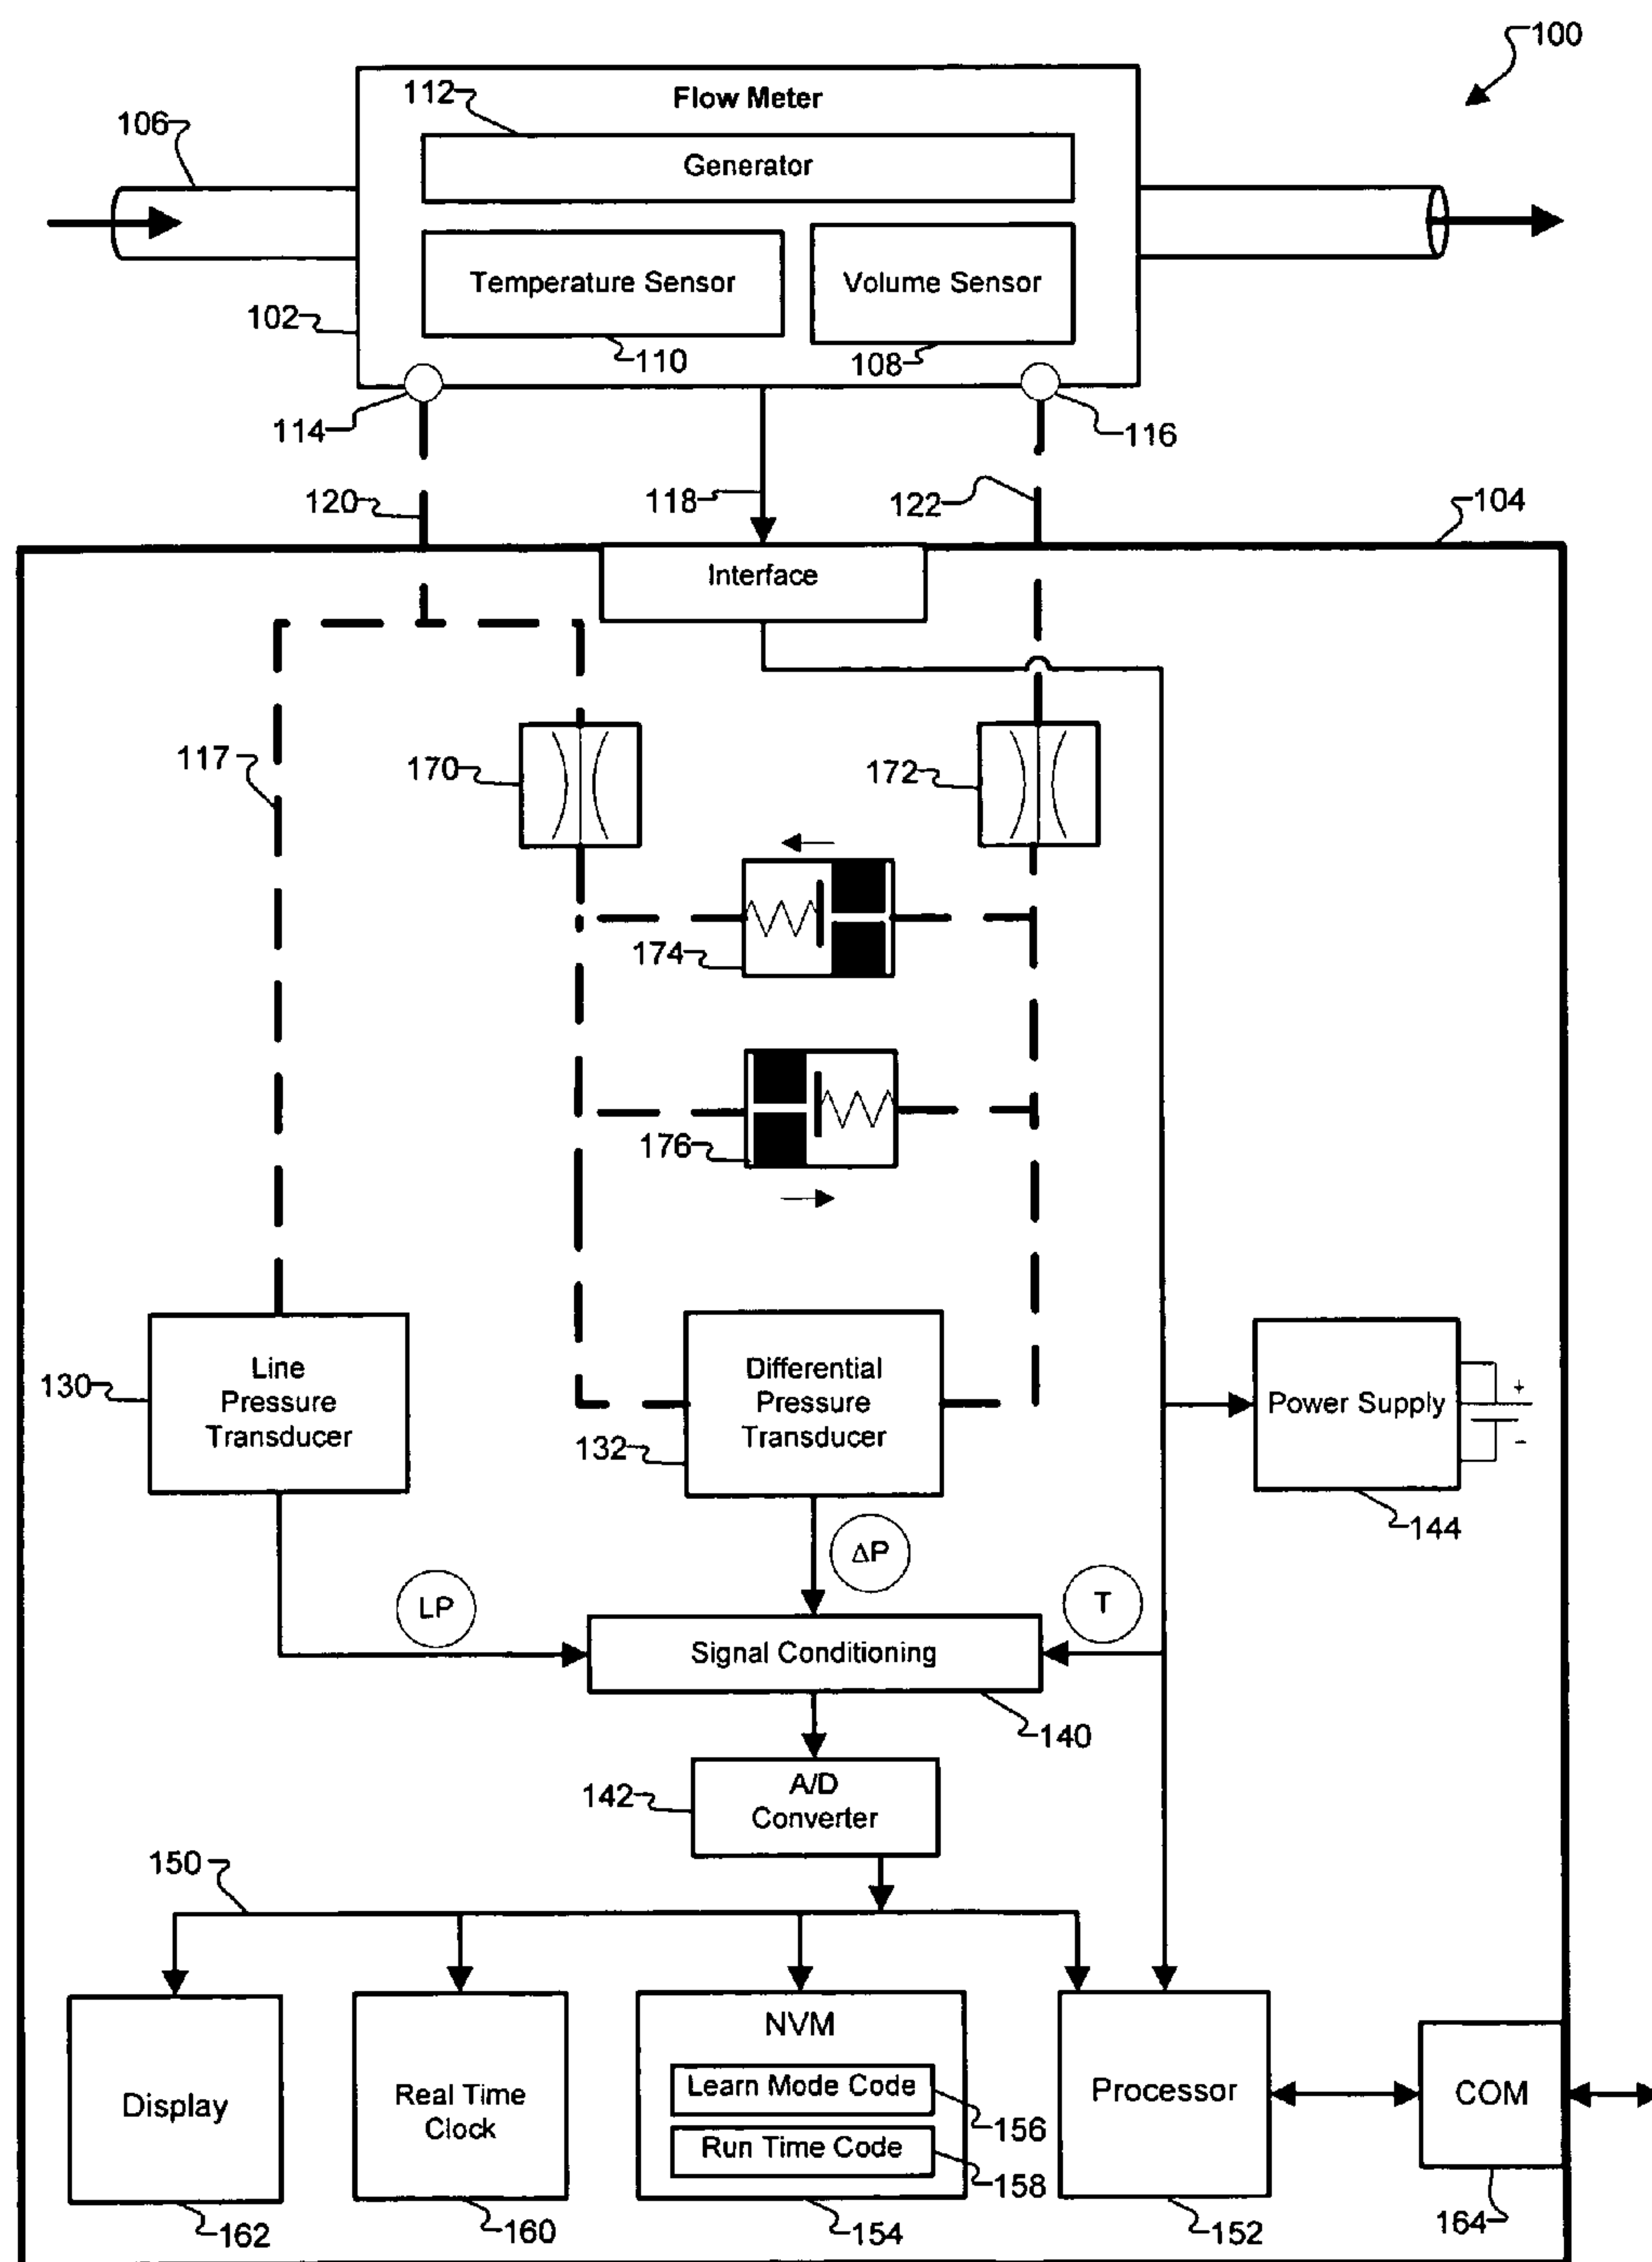 100
112
Flow Meter
106
Generator
Temperature Sensor
Volume Sensor
102
110
108
114
116
120
118
122
104
Interface
117
170
172
174
176
130
Line
Pressure
Transducer
Differential
Pressure
Transducer
132
Power Supply
+
-
144
ΔP
LP
T
Signal Conditioning
140
142
A/D
Converter
150
Display
Real Time
Clock
NVM
Learn Mode Code
156
Run Time Code
158
Processor
COM
162
160
154
152
164